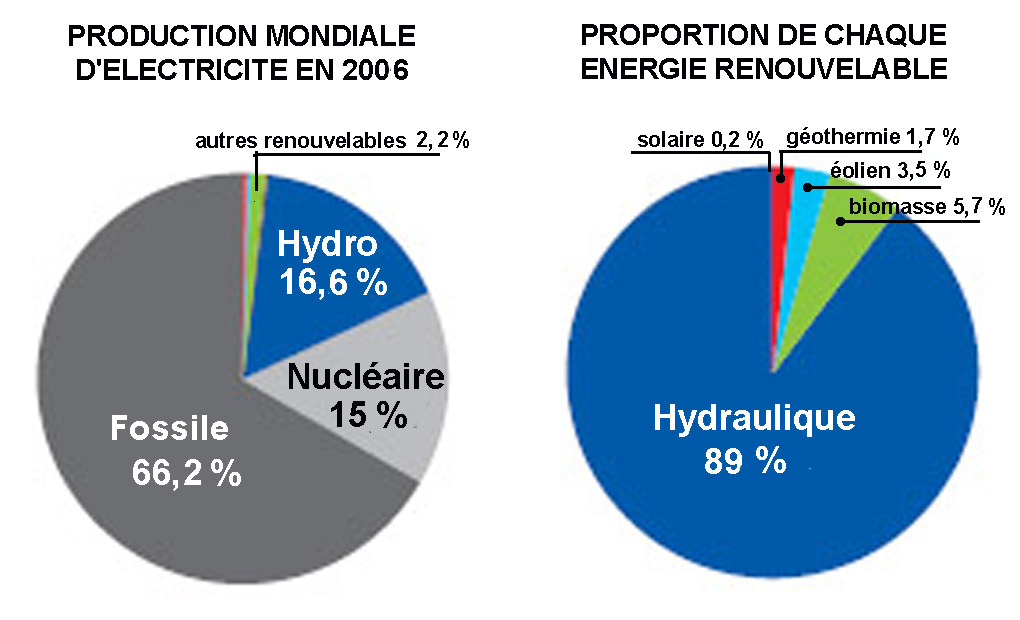 PRODUCTION MONDIALE
D'ELECTRICITE EN 2006
autres renouvelables 2,2 %
Hydro
16,6 %
Nucléaire
15 %
Fossile
66,2 %
PROPORTION DE CHAQUE
ENERGIE RENOUVELABLE
solaire 0,2 %
géothermie 1,7 %
éolien 3,5 %
biomasse 5,7 %
Hydraulique
89 %